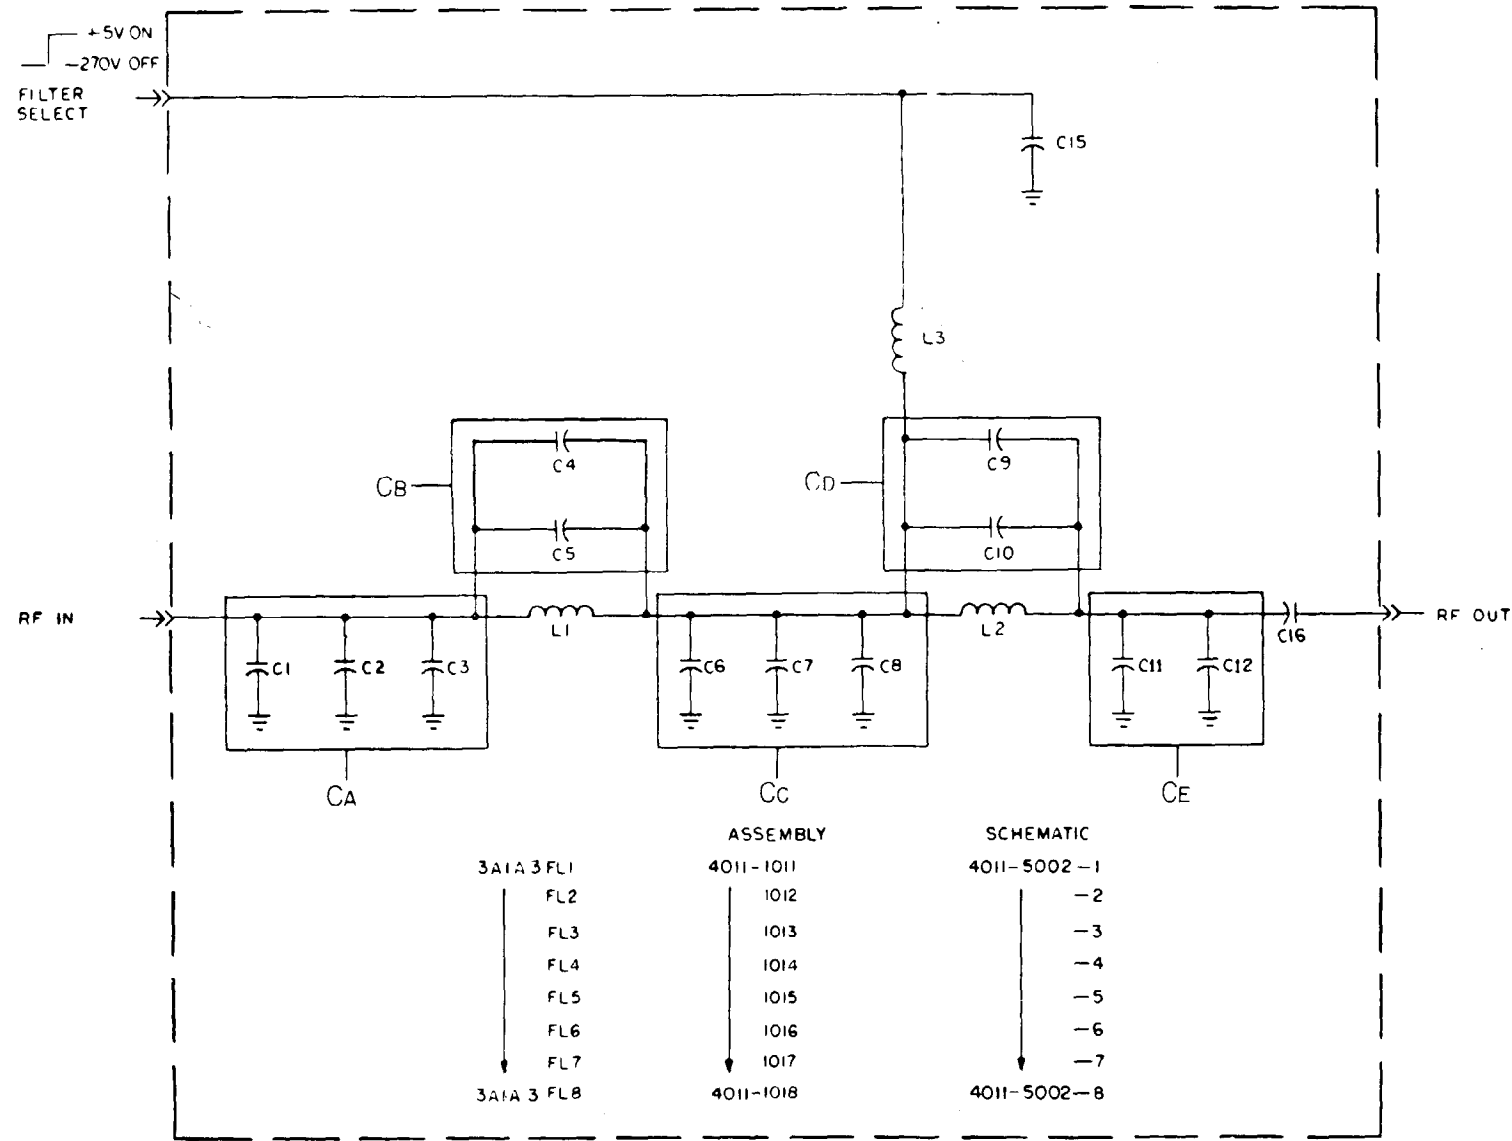 +5V ON
-270V OFF
FILTER
SELECT
C15
L3
C4
CB
C5
C9
CD
C10
RF IN
L1
L2
C16
RF OUT
C1
C2
C3
C6
C7
C8
C11
C12
CA
CC
CE
ASSEMBLY SCHEMATIC
3A1A3FL1 4011-1011 4011-5002-1
FL2 1012 -2
FL3 1013 -3
FL4 1014 -4
FL5 1015 -5
FL6 1016 -6
FL7 1017 -7
3A1A3 FL8 4011-1018 4011-5002-8